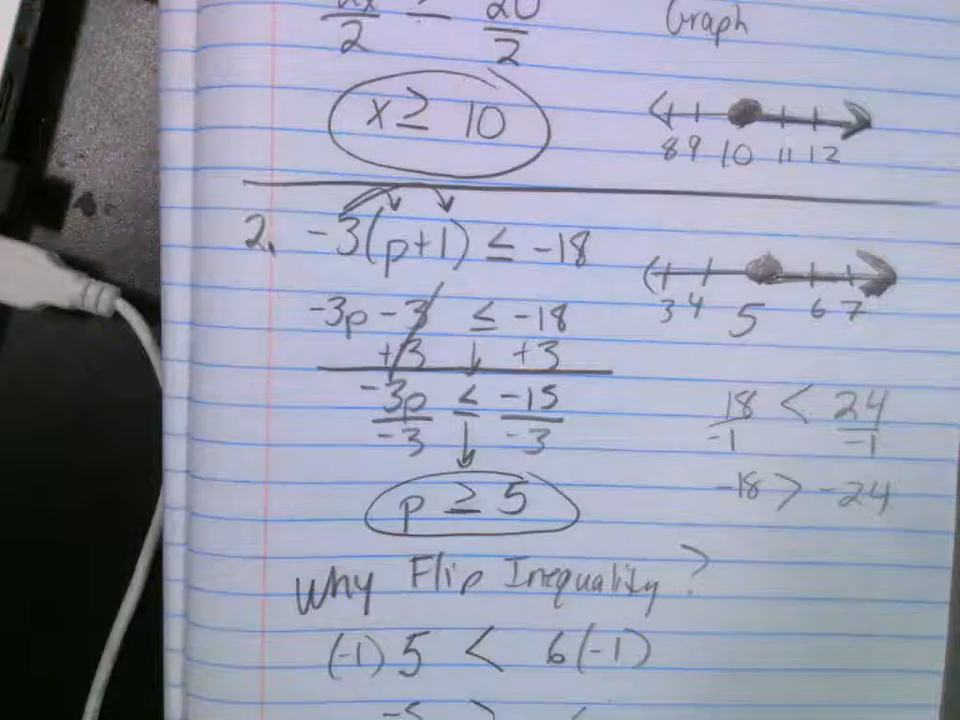 2 2
20
Graph
x ≥ 10
8 9 10 11 12
2. -3(p+1) ≤ -18
3 4 5 6 7
-3p - 3 ≤ -18
+3 ↓ +3
-3p ≤ -15
-3 -3
18 < 24
-1 -1
-18 > -24
p ≥ 5
Why Flip Inequality?
(-1) 5 < 6 (-1)